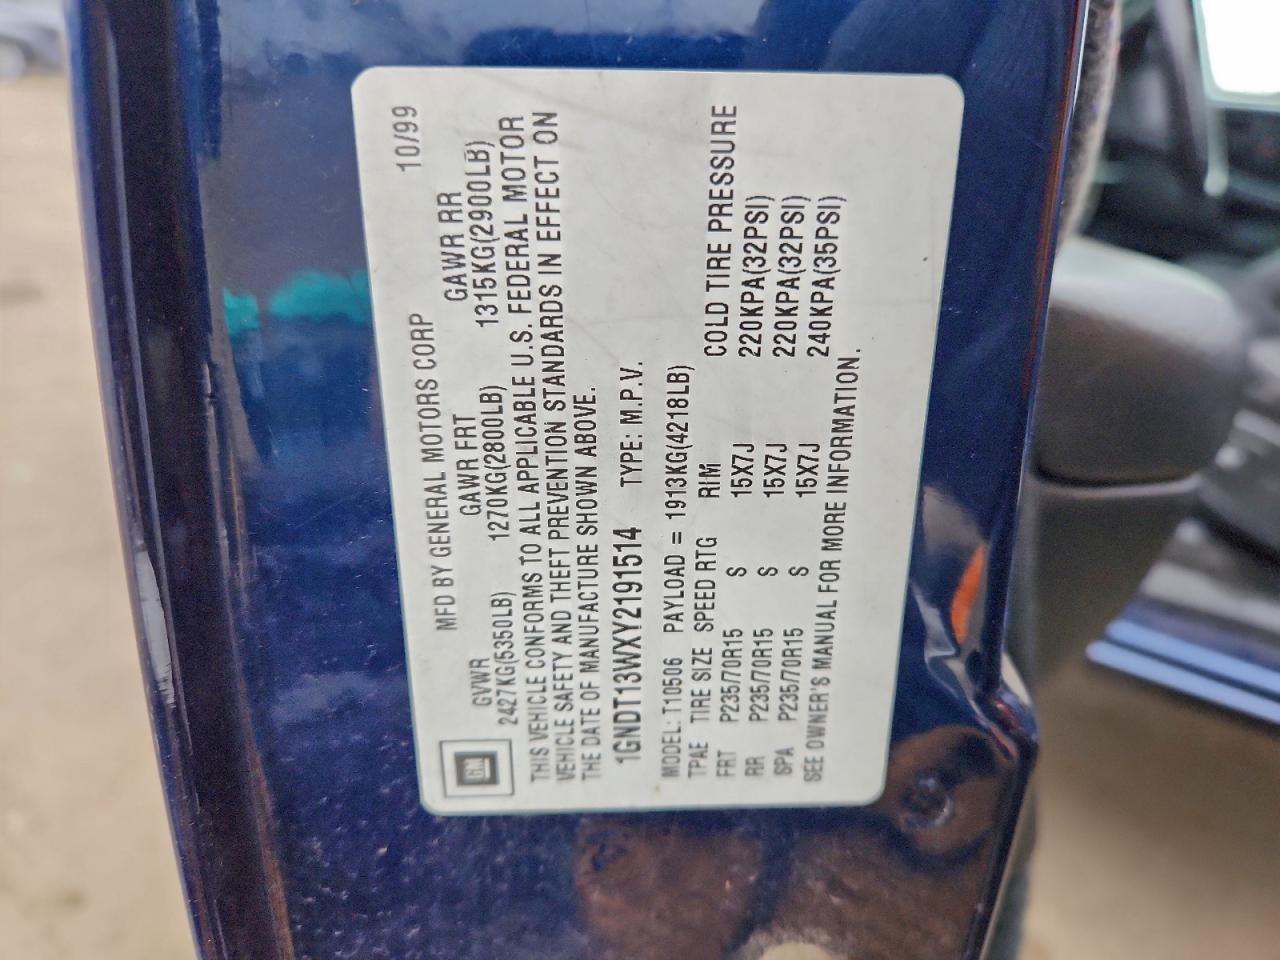 GM
MFD BY GENERAL MOTORS CORP 10/99
GVWR GAWR FRT GAWR RR
2427KG(5350LB) 1270KG(2800LB) 1315KG(2900LB)
THIS VEHICLE CONFORMS TO ALL APPLICABLE U.S. FEDERAL MOTOR
VEHICLE SAFETY AND THEFT PREVENTION STANDARDS IN EFFECT ON
THE DATE OF MANUFACTURE SHOWN ABOVE.
1GNDT13WXY2191514 TYPE: M.P.V.
MODEL: T10506 PAYLOAD = 1913KG(4218LB)
TPAE TIRE SIZE SPEED RTG RIM COLD TIRE PRESSURE
FRT P235/70R15 S 15X7J 220KPA(32PSI)
RR P235/70R15 S 15X7J 220KPA(32PSI)
SPA P235/70R15 S 15X7J 240KPA(35PSI)
SEE OWNER'S MANUAL FOR MORE INFORMATION.